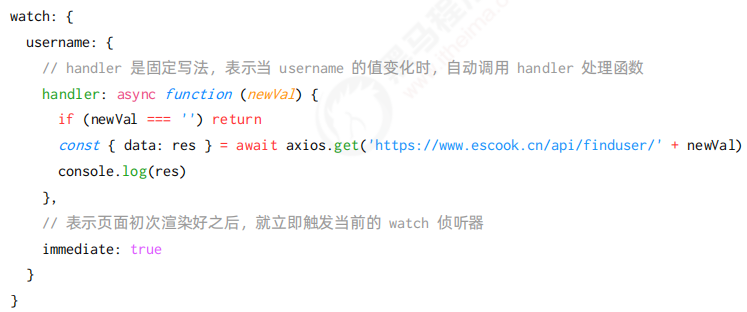 watch: {
  username: {
    // handler 是固定写法，表示当 username 的值变化时，自动调用 handler 处理函数
    handler: async function (newVal) {
      if (newVal === '') return
      const { data: res } = await axios.get('https://www.escook.cn/api/finduser/' + newVal)
      console.log(res)
    },
    // 表示页面初次渲染好之后，就立即触发当前的 watch 侦听器
    immediate: true
  }
}